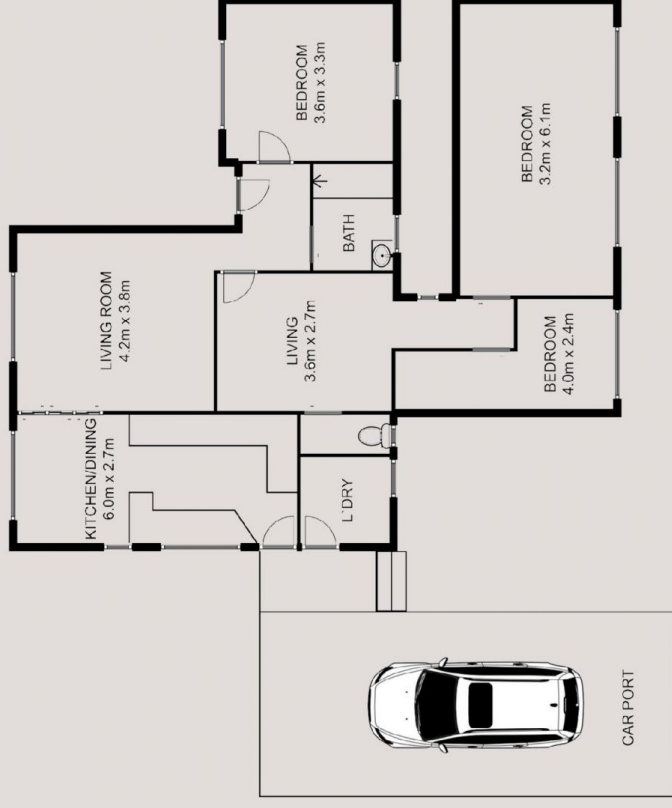 BEDROOM
3.6m x 3.3m
BEDROOM
3.2m x 6.1m
BATH
LIVING ROOM
4.2m x 3.8m
LIVING
3.6m x 2.7m
BEDROOM
4.0m x 2.4m
KITCHEN/DINING
6.0m x 2.7m
L'DRY
CAR PORT